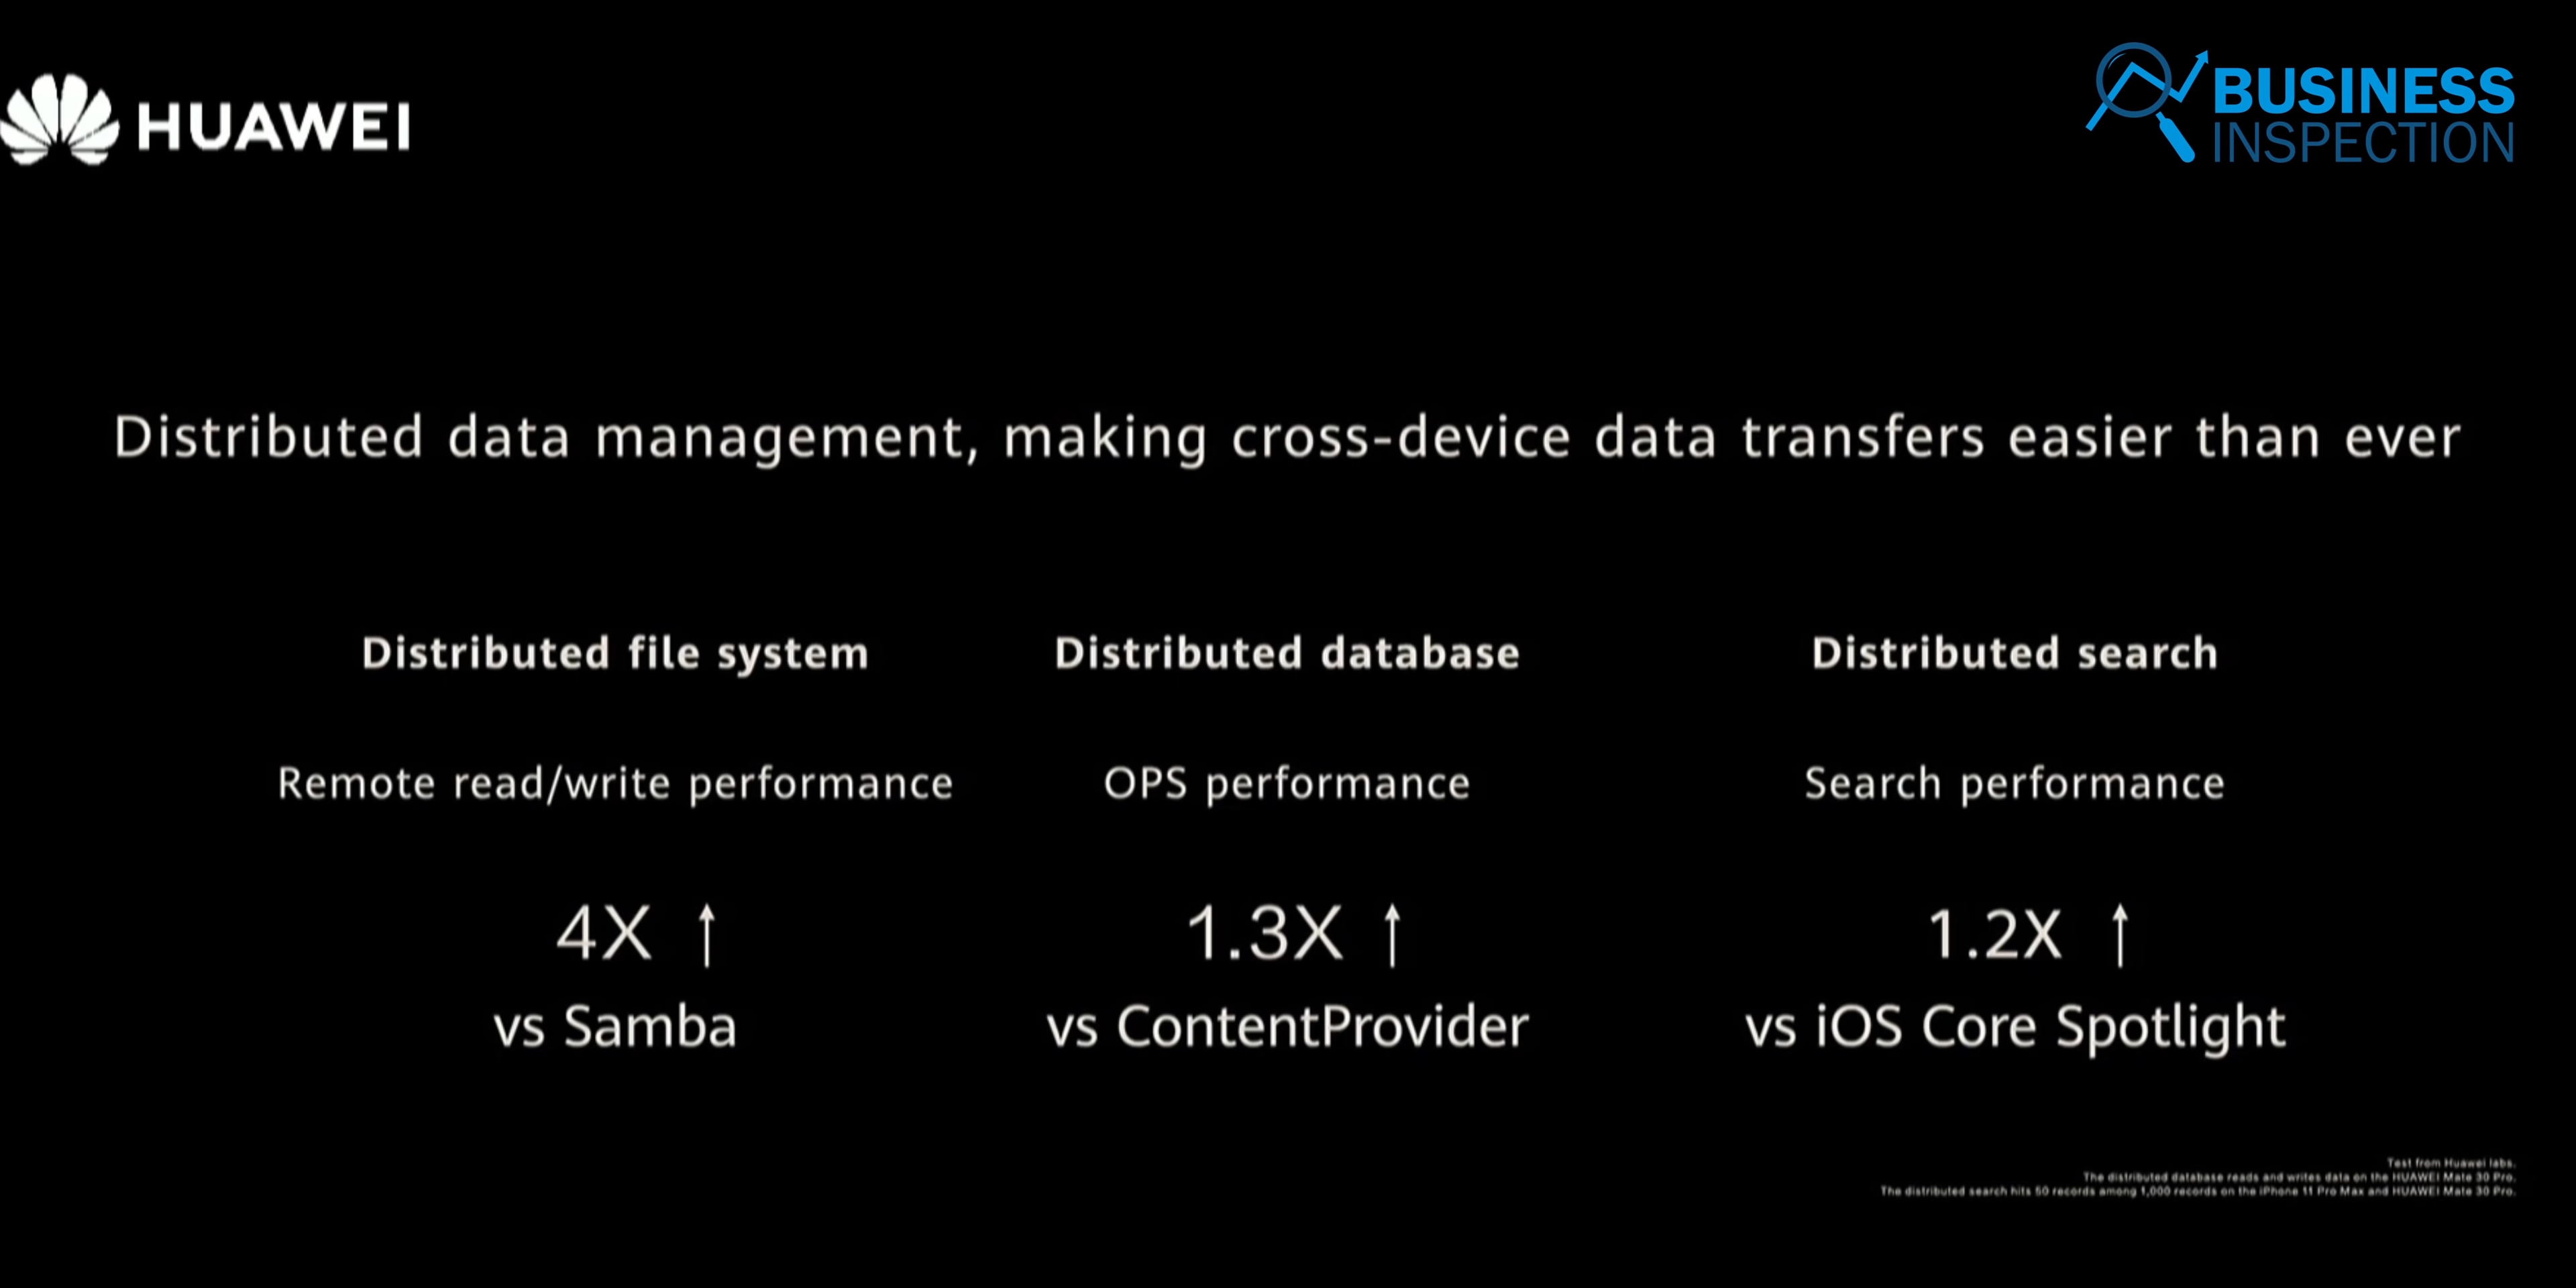 HUAWEI
BUSINESS
INSPECTION
Distributed data management, making cross-device data transfers easier than ever
Distributed file system
Remote read/write performance
4X ↑
vs Samba
Distributed database
OPS performance
1.3X ↑
vs ContentProvider
Distributed search
Search performance
1.2X ↑
vs iOS Core Spotlight
Test from Huawei labs.
The distributed database reads and writes data on the HUAWEI Mate 30 Pro.
The distributed search hits 50 records among 1,000 records on the iPhone 11 Pro Max and HUAWEI Mate 30 Pro.